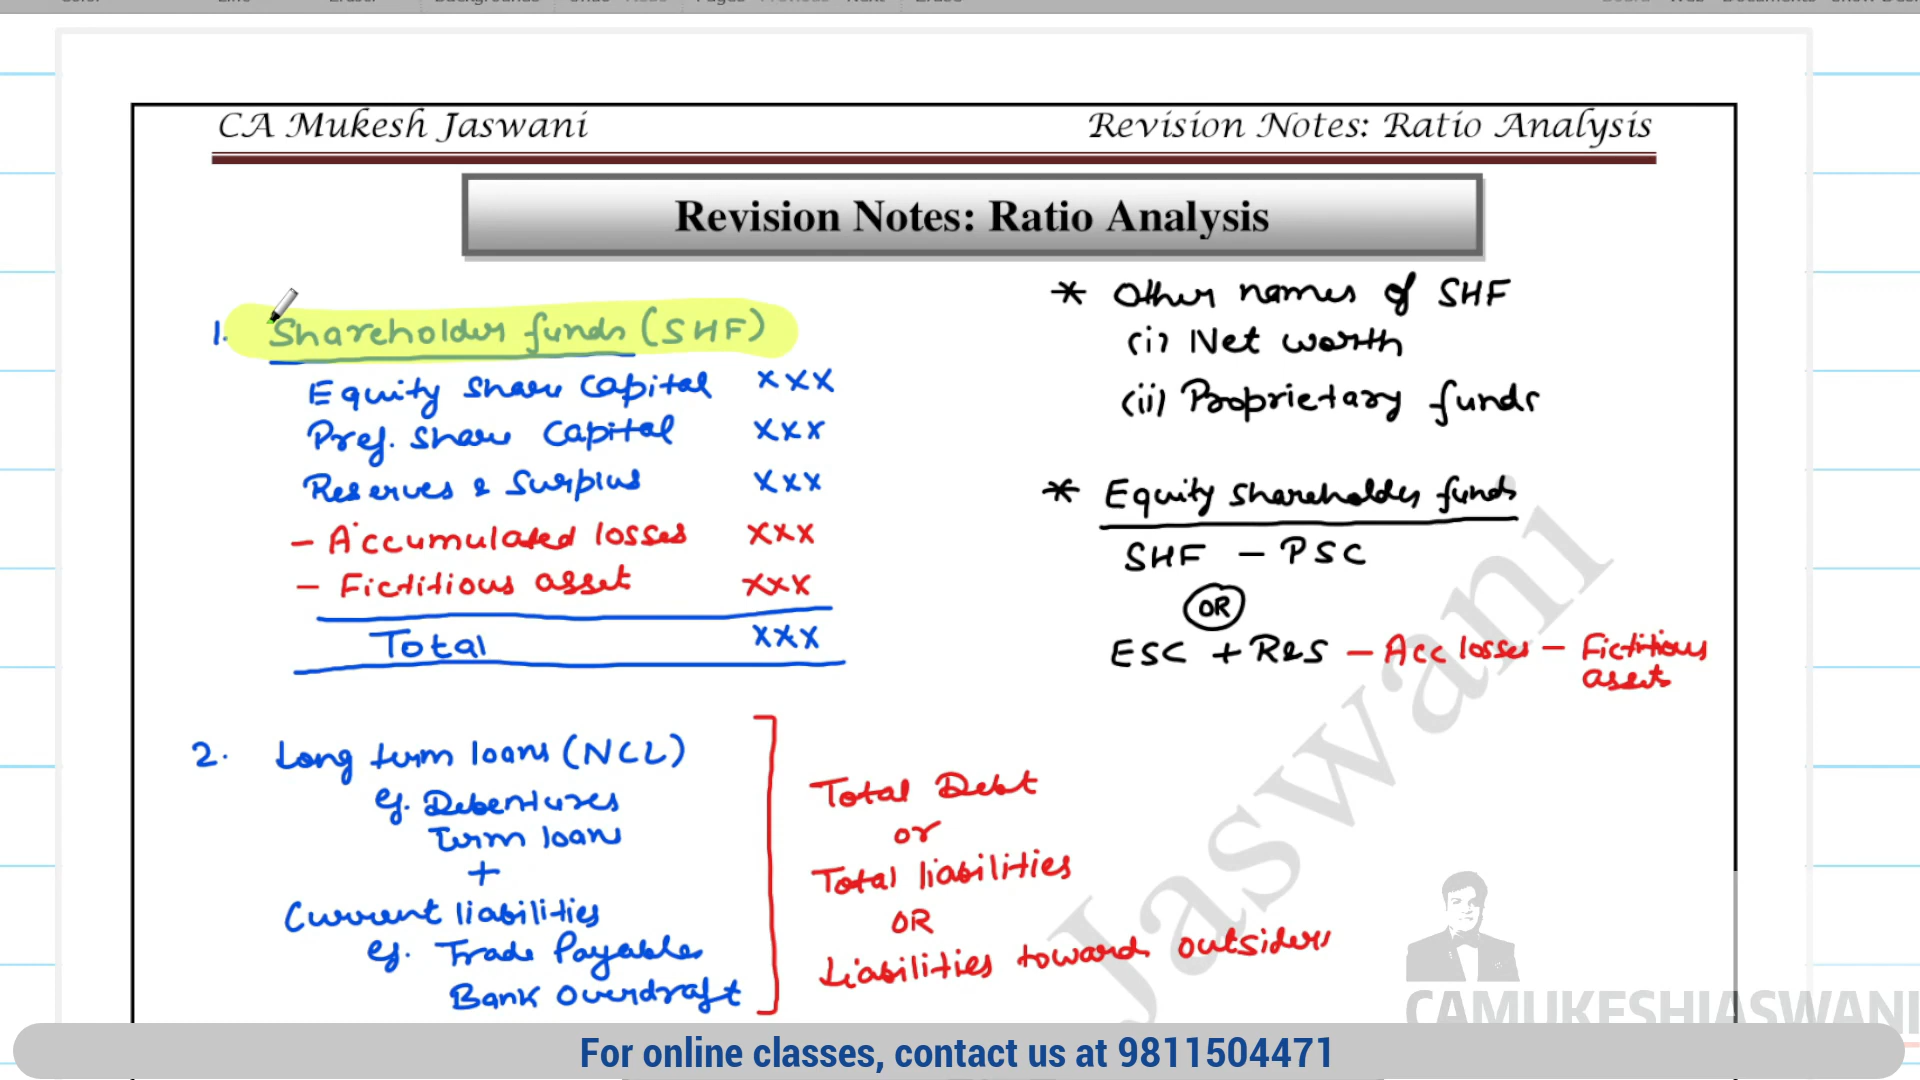 CA Mukesh Jaswani
Revision Notes: Ratio Analysis
Revision Notes: Ratio Analysis
1. Shareholder funds (SHF)
Equity Share Capital XXX
Pref. Share Capital XXX
Reserves & Surplus XXX
- Accumulated losses XXX
- Fictitious asset XXX
Total XXX
* Other names of SHF
(i) Net worth
(ii) Proprietary funds
* Equity shareholder funds
SHF - PSC
OR
ESC + R&S - Acc losses - Fictitious
asset
2. Long term loans (NCL)
eg. Debentures
Term loans
+
Current liabilities
eg. Trade Payables
Bank Overdraft
Total Debt
or
Total liabilities
OR
Liabilities toward outsiders
Jaswani
CAMUKESHJASWANI
For online classes, contact us at 9811504471